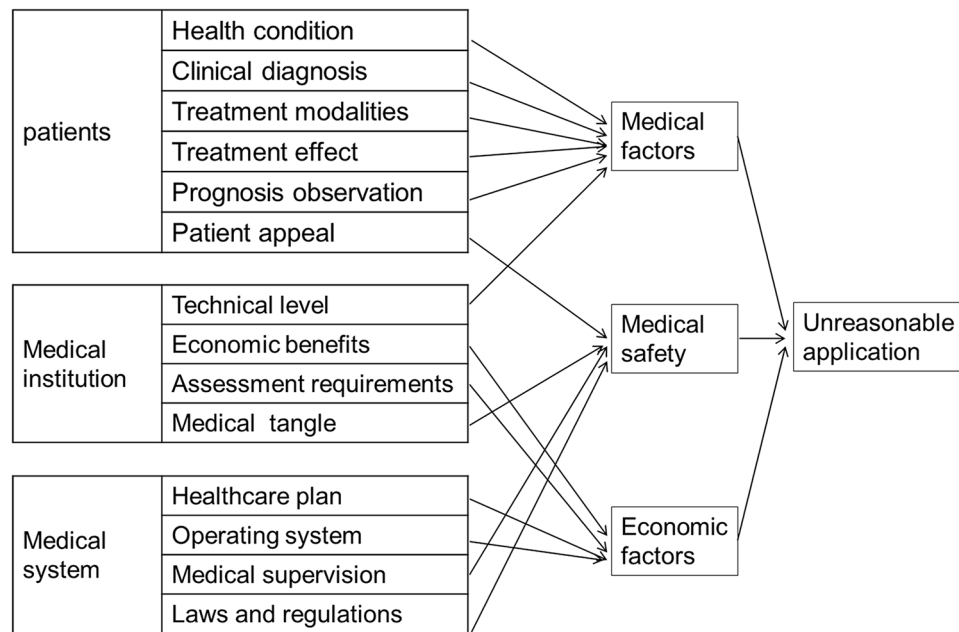 patients
Health condition
Clinical diagnosis
Treatment modalities
Treatment effect
Prognosis observation
Patient appeal
Medical
institution
Technical level
Economic benefits
Assessment requirements
Medical tangle
Medical
system
Healthcare plan
Operating system
Medical supervision
Laws and regulations
Medical
factors
Medical
safety
Economic
factors
Unreasonable
application